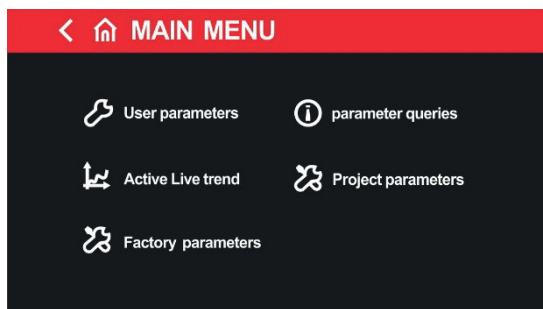 MAIN MENU
User parameters
parameter queries
Active Live trend
Project parameters
Factory parameters